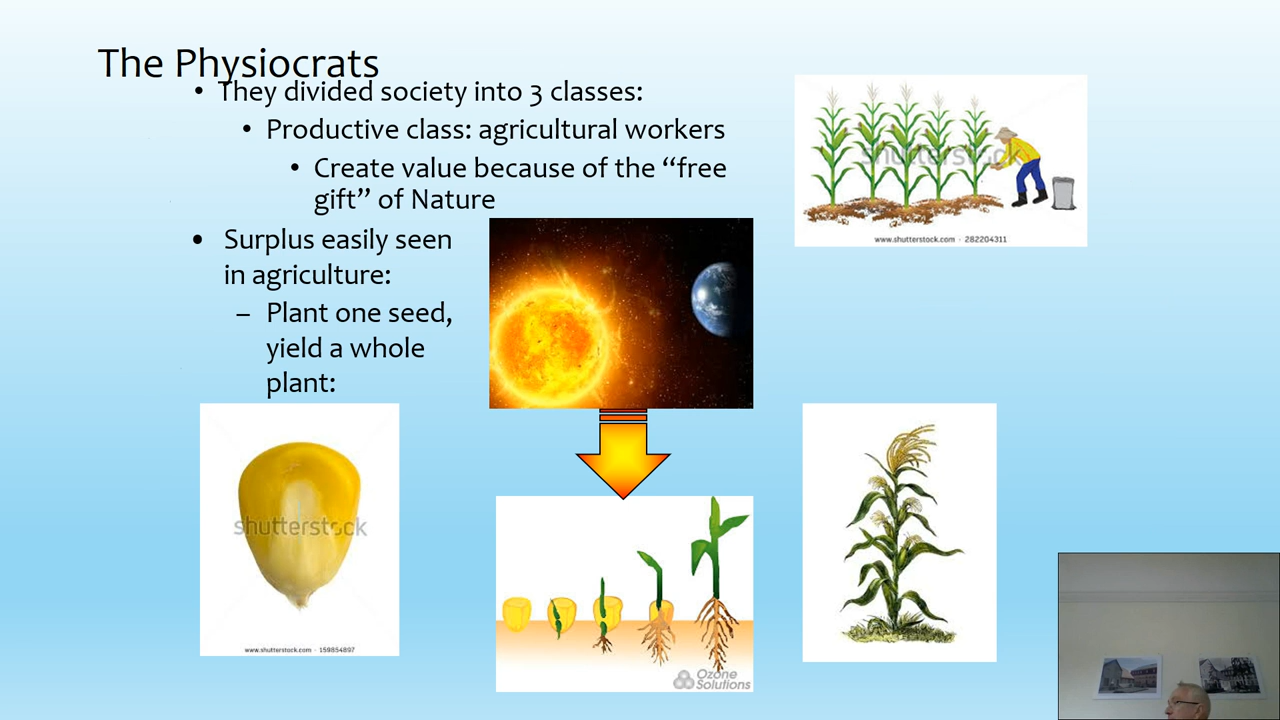 The Physiocrats
• They divided society into 3 classes:
• Productive class: agricultural workers
• Create value because of the “free
gift” of Nature
• Surplus easily seen
in agriculture:
– Plant one seed,
yield a whole
plant:
shutterstock
www.shutterstock.com · 282204311
shutterstock
www.shutterstock.com · 159854897
Ozone
Solutions